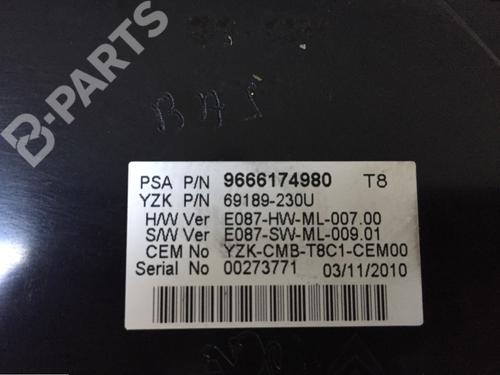 B-PARTS
BAS
PSA P/N 9666174980 T8
YZK P/N 69189-230U
H/W Ver E087-HW-ML-007.00
S/W Ver E087-SW-ML-009.01
CEM No YZK-CMB-T8C1-CEM00
Serial No 00273771 03/11/2010